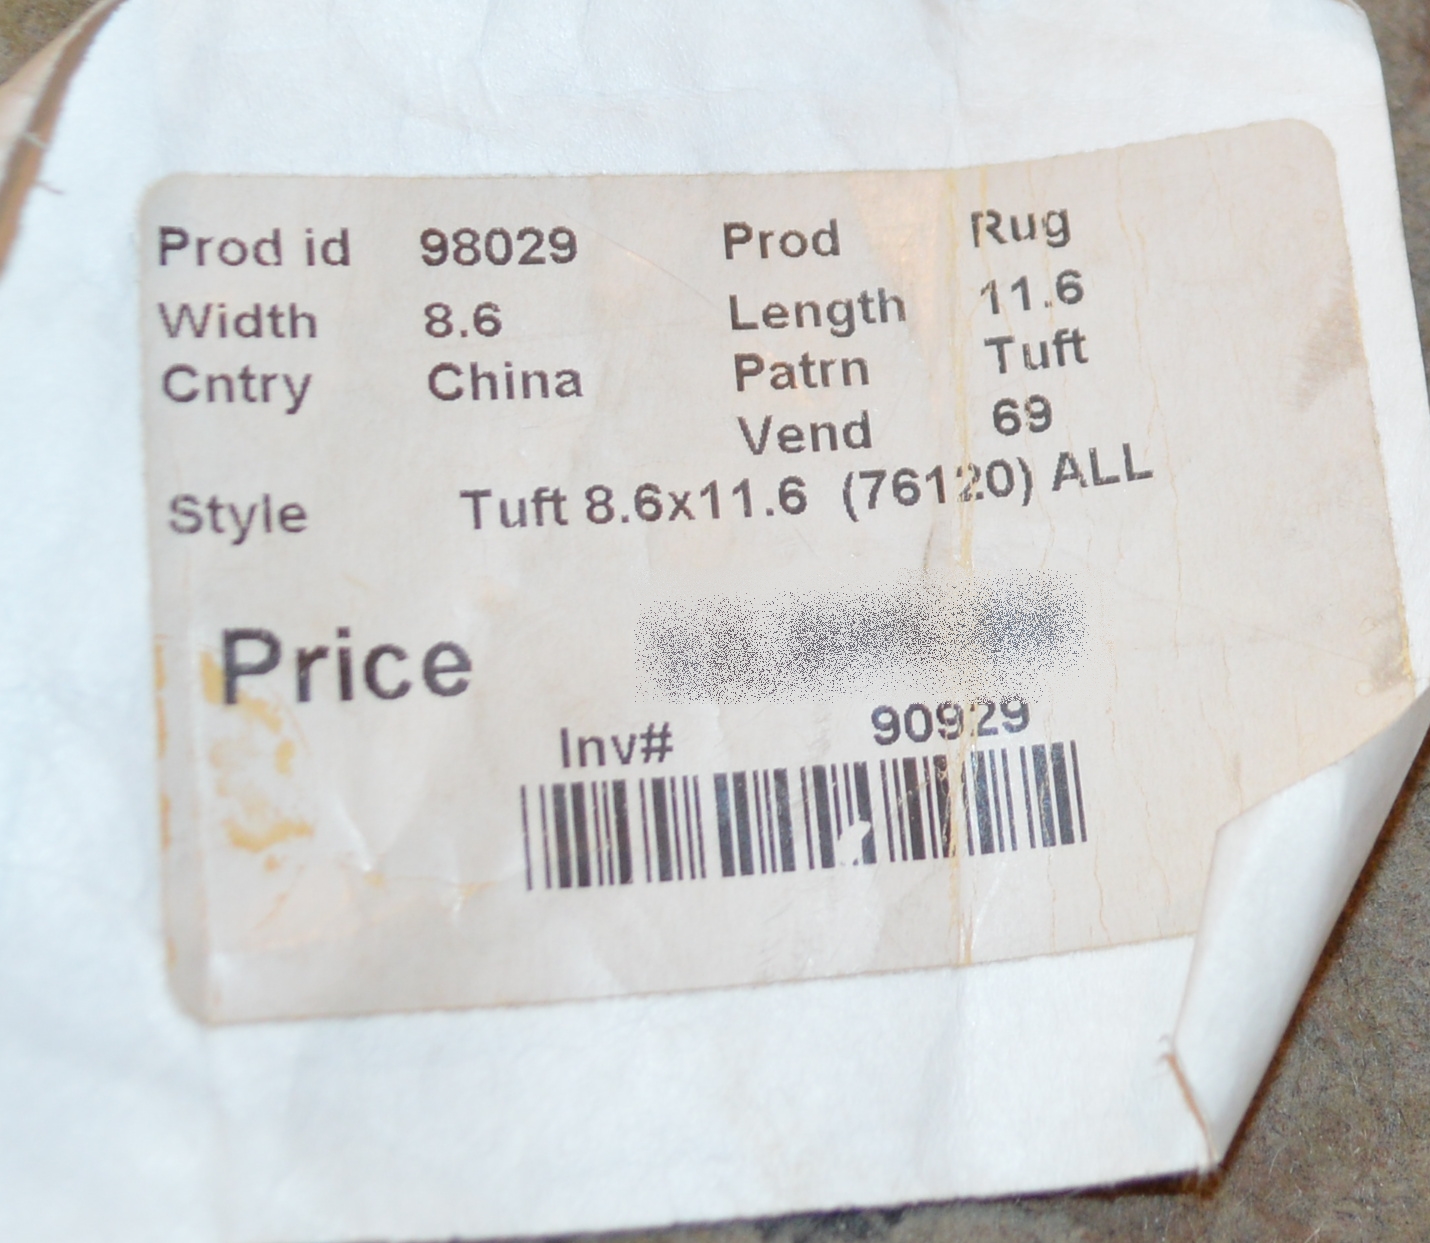 Prod id 98029 Prod Rug
Width 8.6 Length 11.6
Cntry China Patrn Tuft
Vend 69
Style Tuft 8.6x11.6 (76120) ALL
Price
Inv# 90929